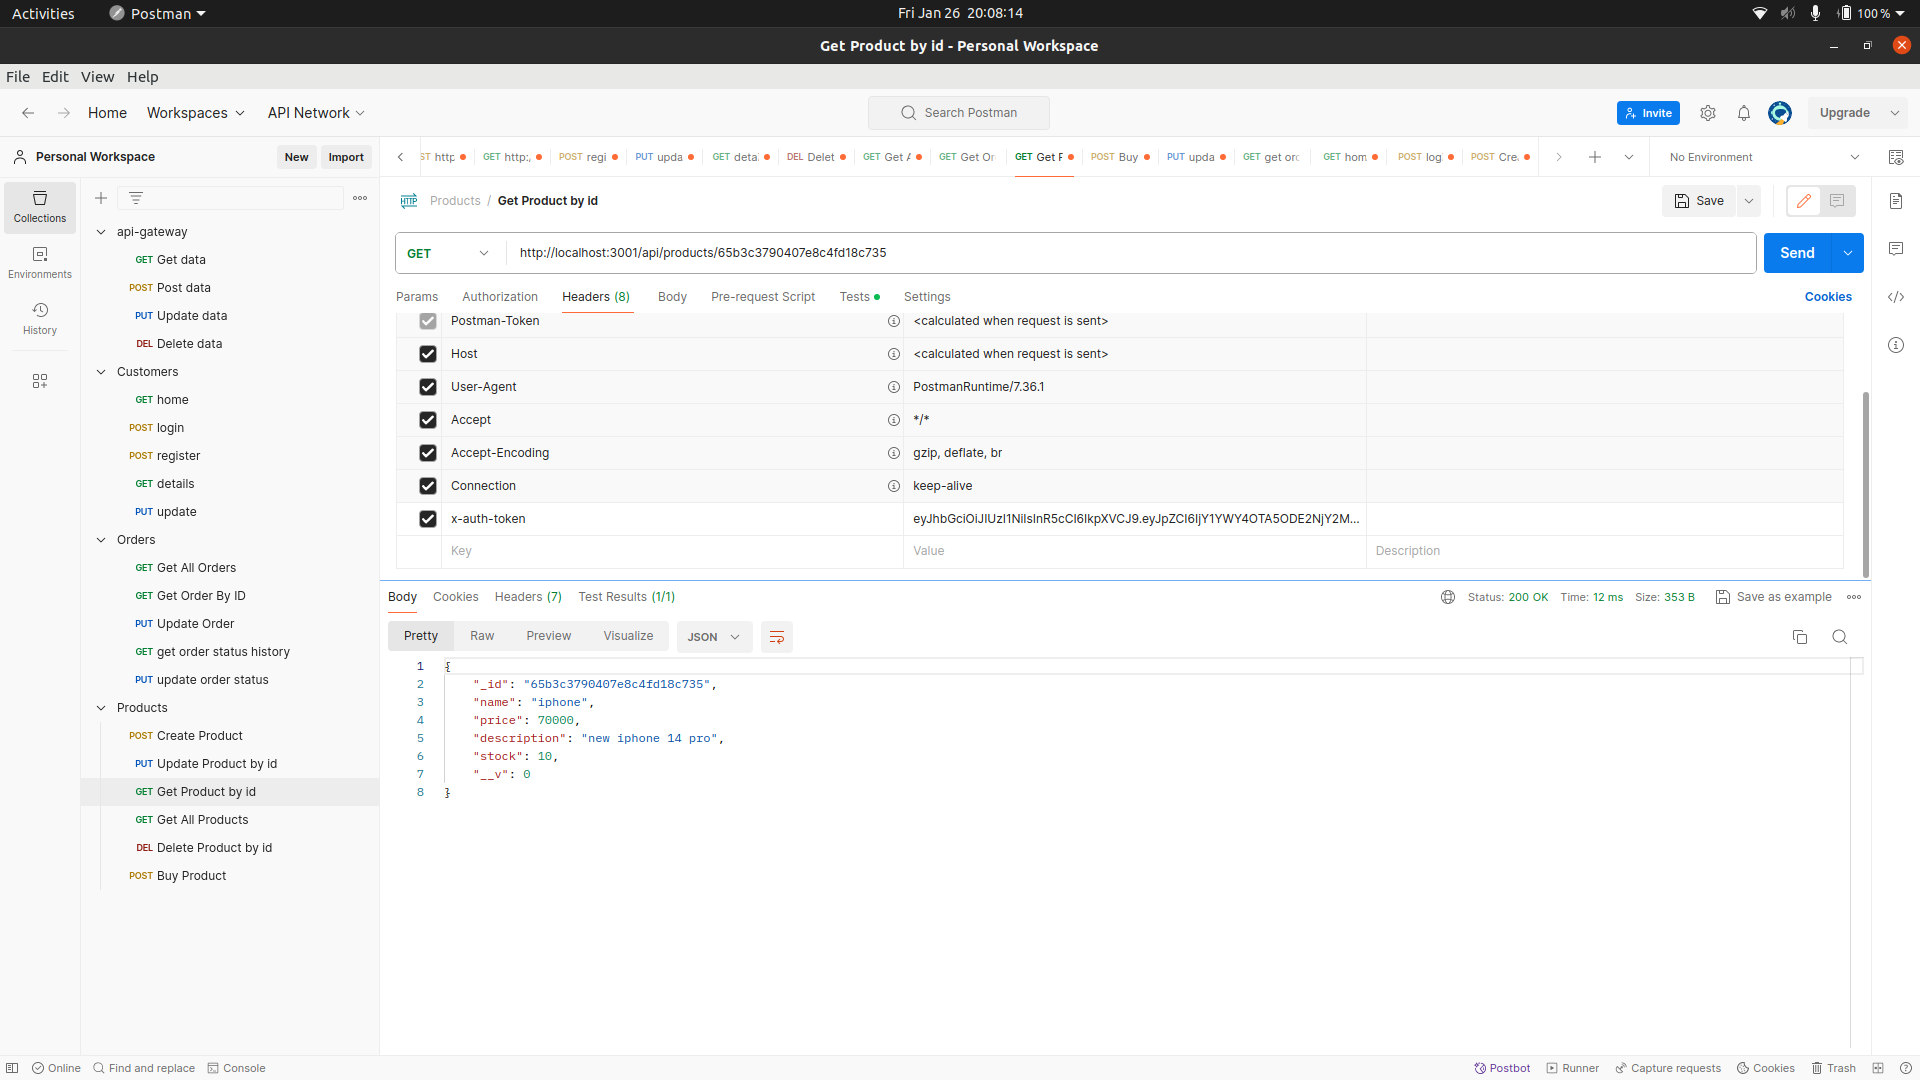 Activities Postman Fri Jan 26 20:08:14 100 %
Get Product by id - Personal Workspace
File Edit View Help
Home Workspaces API Network Search Postman Invite Upgrade
Personal Workspace New Import
ST http GET http:/ POST regi PUT upda GET detai DEL Delet GET Get A GET Get Or GET Get P POST Buy PUT upda GET get ord GET hom POST log POST Cre No Environment
Collections
Environments
History
api-gateway
GET Get data
POST Post data
PUT Update data
DEL Delete data
Customers
GET home
POST login
POST register
GET details
PUT update
Orders
GET Get All Orders
GET Get Order By ID
PUT Update Order
GET get order status history
PUT update order status
Products
POST Create Product
PUT Update Product by id
GET Get Product by id
GET Get All Products
DEL Delete Product by id
POST Buy Product
HTTP Products / Get Product by id Save
GET http://localhost:3001/api/products/65b3c3790407e8c4fd18c735 Send
Params Authorization Headers (8) Body Pre-request Script Tests Settings Cookies
Postman-Token <calculated when request is sent>
Host <calculated when request is sent>
User-Agent PostmanRuntime/7.36.1
Accept */*
Accept-Encoding gzip, deflate, br
Connection keep-alive
x-auth-token eyJhbGciOiJIUzI1NiIsInR5cCI6IkpXVCJ9.eyJpZCI6IjY1YWY4OTA5ODE2NjY2M...
Key Value Description
Body Cookies Headers (7) Test Results (1/1) Status: 200 OK Time: 12 ms Size: 353 B Save as example
Pretty Raw Preview Visualize JSON
1 {
2 "_id": "65b3c3790407e8c4fd18c735",
3 "name": "iphone",
4 "price": 70000,
5 "description": "new iphone 14 pro",
6 "stock": 10,
7 "__v": 0
8 }
Online Find and replace Console Postbot Runner Capture requests Cookies Trash